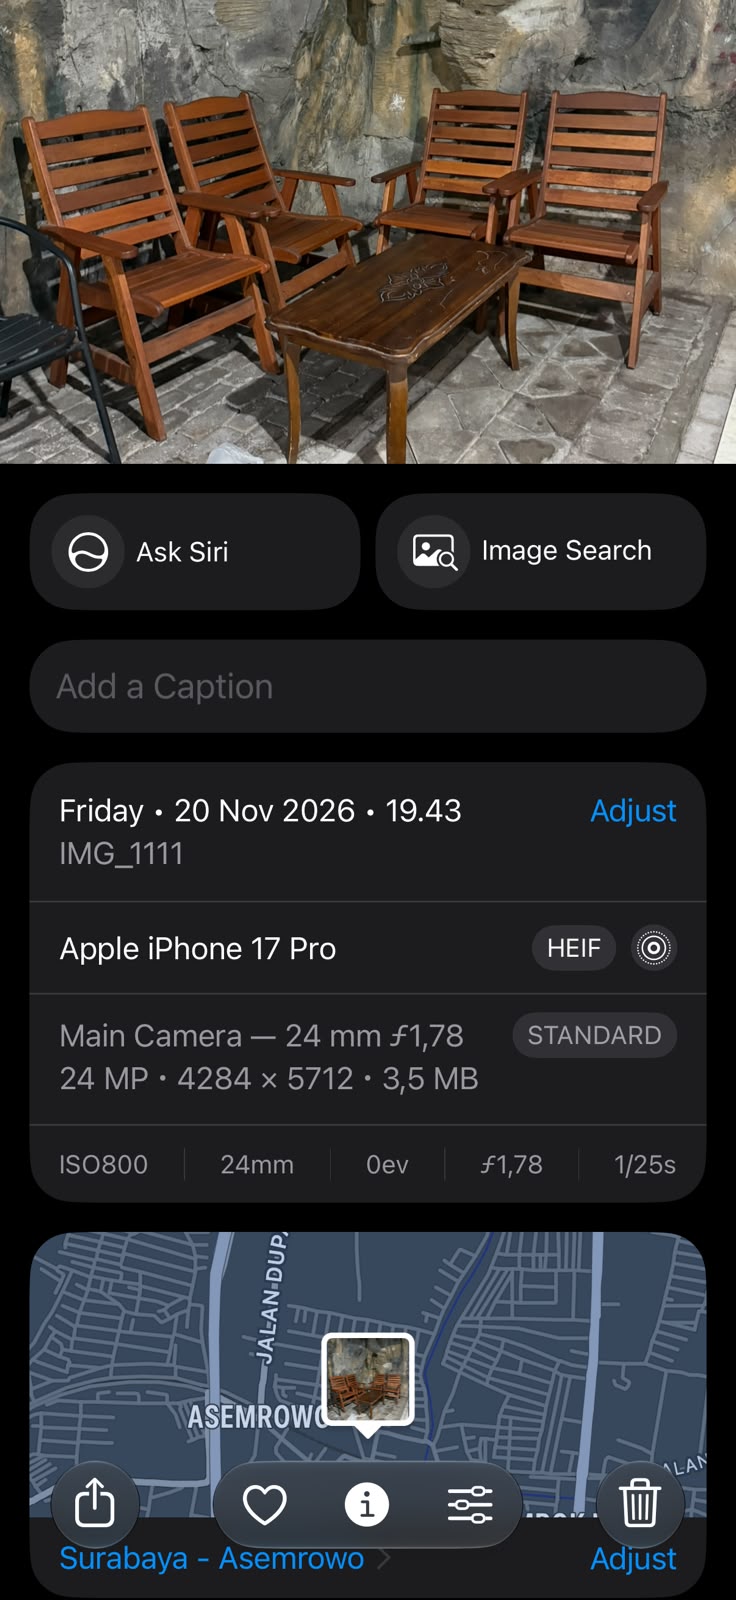 Ask Siri
Image Search
Add a Caption
Friday • 20 Nov 2026 • 19.43
Adjust
IMG_1111
Apple iPhone 17 Pro
HEIF
Main Camera — 24 mm ƒ1,78
STANDARD
24 MP • 4284 × 5712 • 3,5 MB
ISO800
24mm
0ev
ƒ1,78
1/25s
JALAN DUPA
ASEMROWO
JALAN
Surabaya - Asemrowo
Adjust